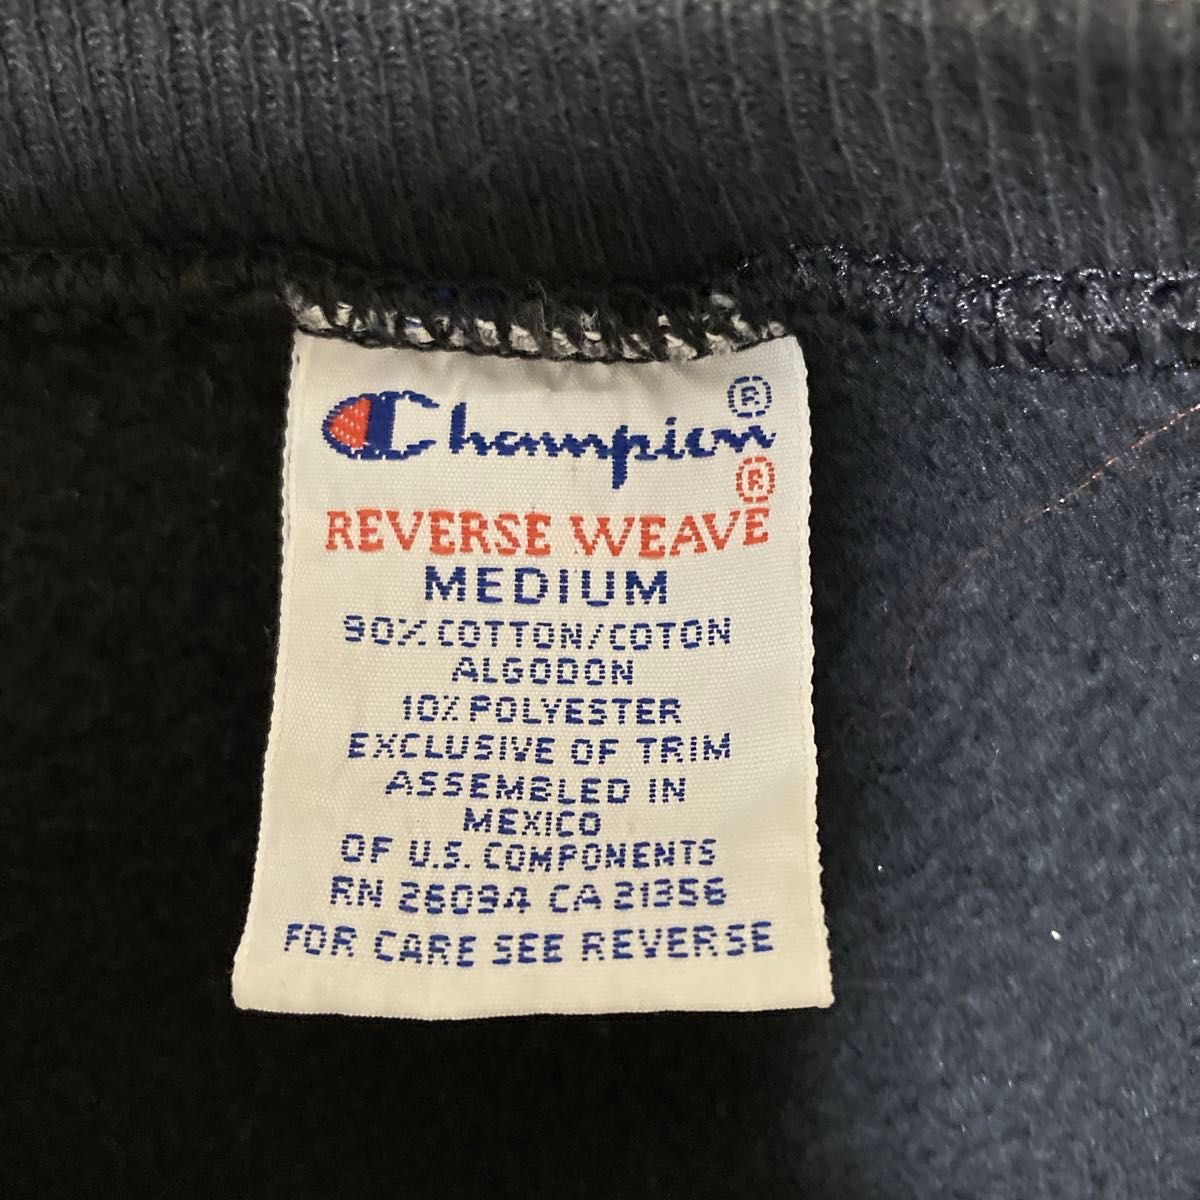 Champion ®
REVERSE WEAVE ®
MEDIUM
90% COTTON/COTON
ALGODON
10% POLYESTER
EXCLUSIVE OF TRIM
ASSEMBLED IN
MEXICO
OF U.S. COMPONENTS
RN 26094 CA 21356
FOR CARE SEE REVERSE